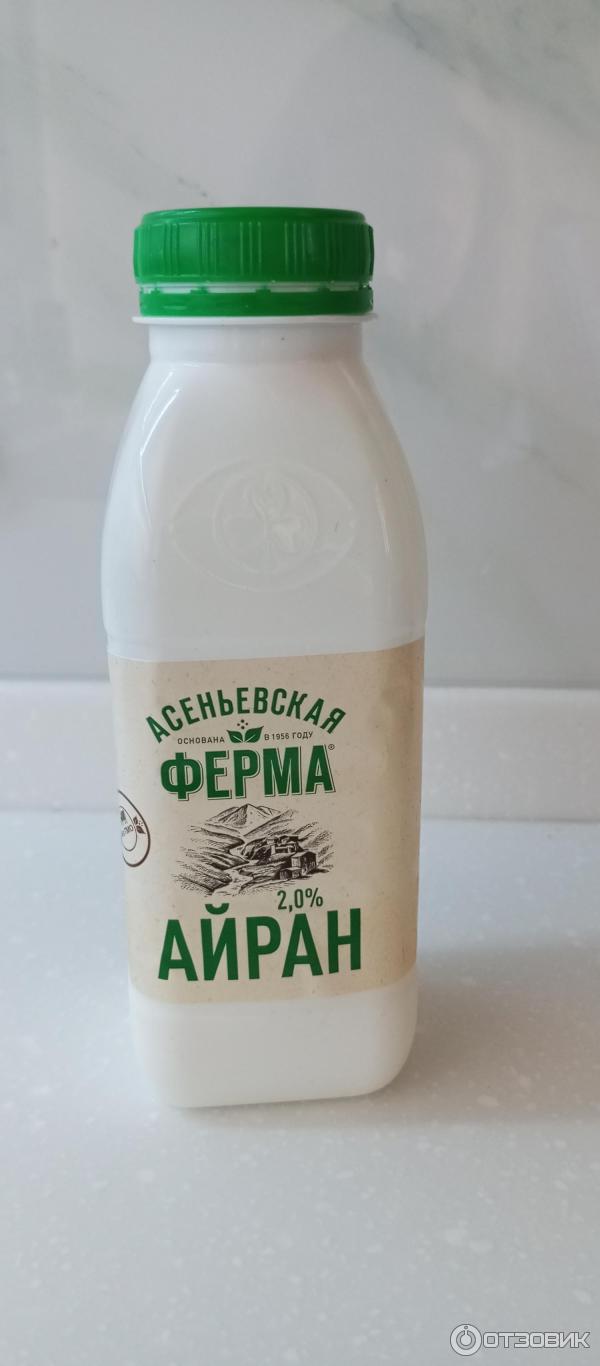 АСЕНЬЕВСКАЯ
ОСНОВАНА В 1956 ГОДУ
ФЕРМА®
2,0%
АЙРАН
ОТЗОВИК